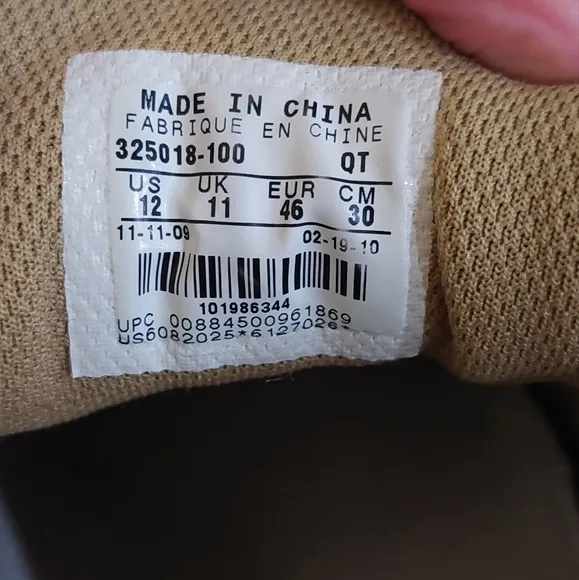 MADE IN CHINA
FABRIQUE EN CHINE
325018-100 QT
US UK EUR CM
12 11 46 30
11-11-09 02-19-10
101986344
UPC 00884500961869
US6082025*6127026*